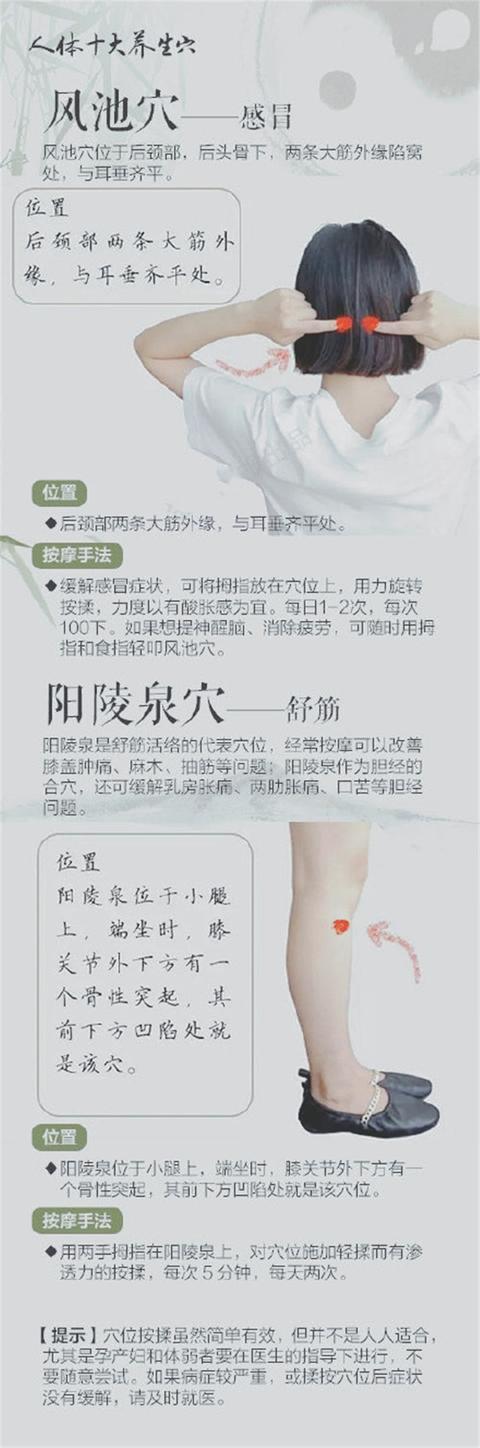 人体十大养生穴
风池穴——感冒
风池穴位于后颈部，后头骨下，两条大筋外缘陷窝
处，与耳垂齐平。
位置
后颈部两条大筋外
缘，与耳垂齐平处。
位置
◆后颈部两条大筋外缘，与耳垂齐平处。
按摩手法
◆缓解感冒症状，可将拇指放在穴位上，用力旋转
按揉，力度以有酸胀感为宜。每日1-2次，每次
100下。如果想提神醒脑、消除疲劳，可随时用拇
指和食指轻叩风池穴。
阳陵泉穴——舒筋
阳陵泉是舒筋活络的代表穴位，经常按摩可以改善
膝盖肿痛、麻木、抽筋等问题；阳陵泉作为胆经的
合穴，还可缓解乳房胀痛、两肋胀痛、口苦等胆经
问题。
位置
阳陵泉位于小腿
上，端坐时，膝
关节外下方有一
个骨性突起，其
前下方凹陷处就
是该穴。
位置
◆阳陵泉位于小腿上，端坐时，膝关节外下方有一
个骨性突起，其前下方凹陷处就是该穴位。
按摩手法
◆用两手拇指在阳陵泉上，对穴位施加轻揉而有渗
透力的按揉，每次5分钟，每天两次。
【提示】穴位按揉虽然简单有效，但并不是人人适合，
尤其是孕产妇和体弱者要在医生的指导下进行，不
要随意尝试。如果病症较严重，或揉按穴位后症状
没有缓解，请及时就医。